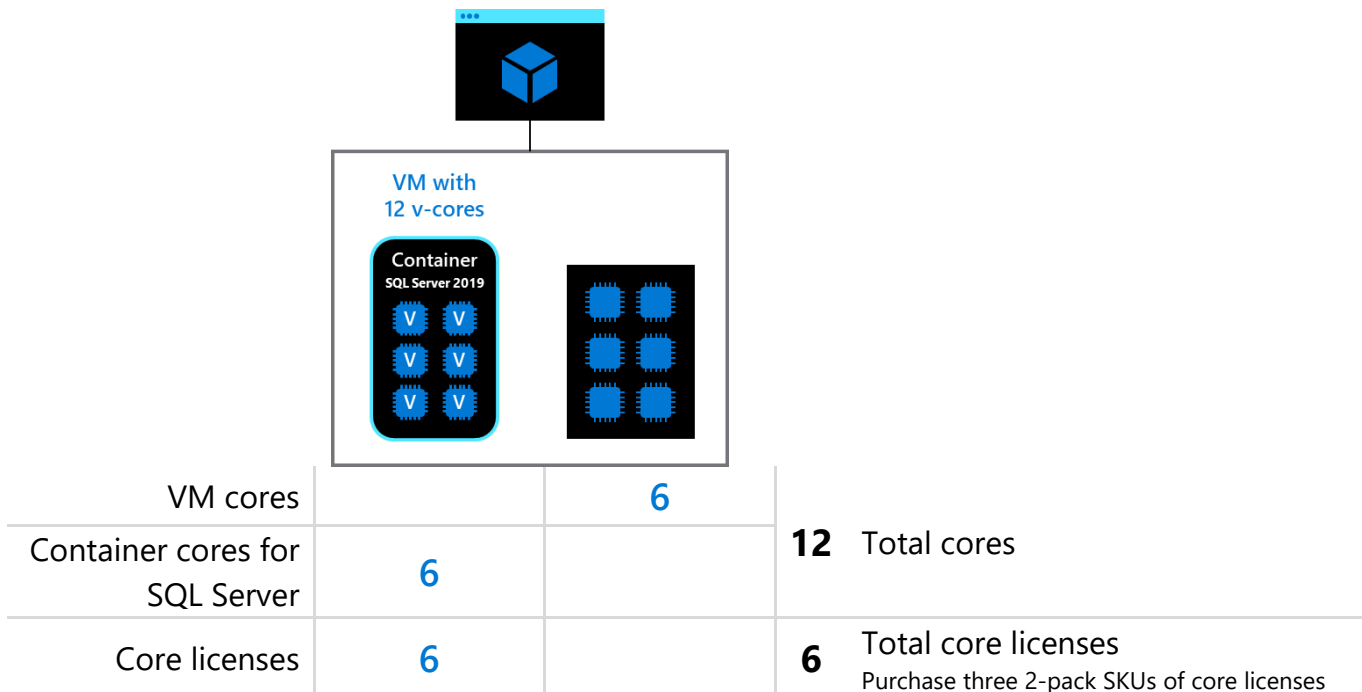 VM with
12 v-cores
Container
SQL Server 2019
V V
V V
V V
VM cores 6
12 Total cores
Container cores for
SQL Server 6
Core licenses 6 6 Total core licenses
Purchase three 2-pack SKUs of core licenses